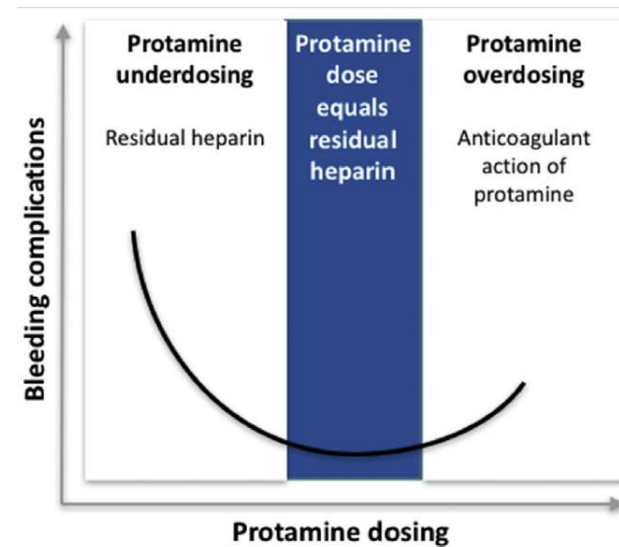 Protamine
underdosing
Residual heparin
Protamine
dose
equals
residual
heparin
Protamine
overdosing
Anticoagulant
action of
protamine
Bleeding complications
Protamine dosing